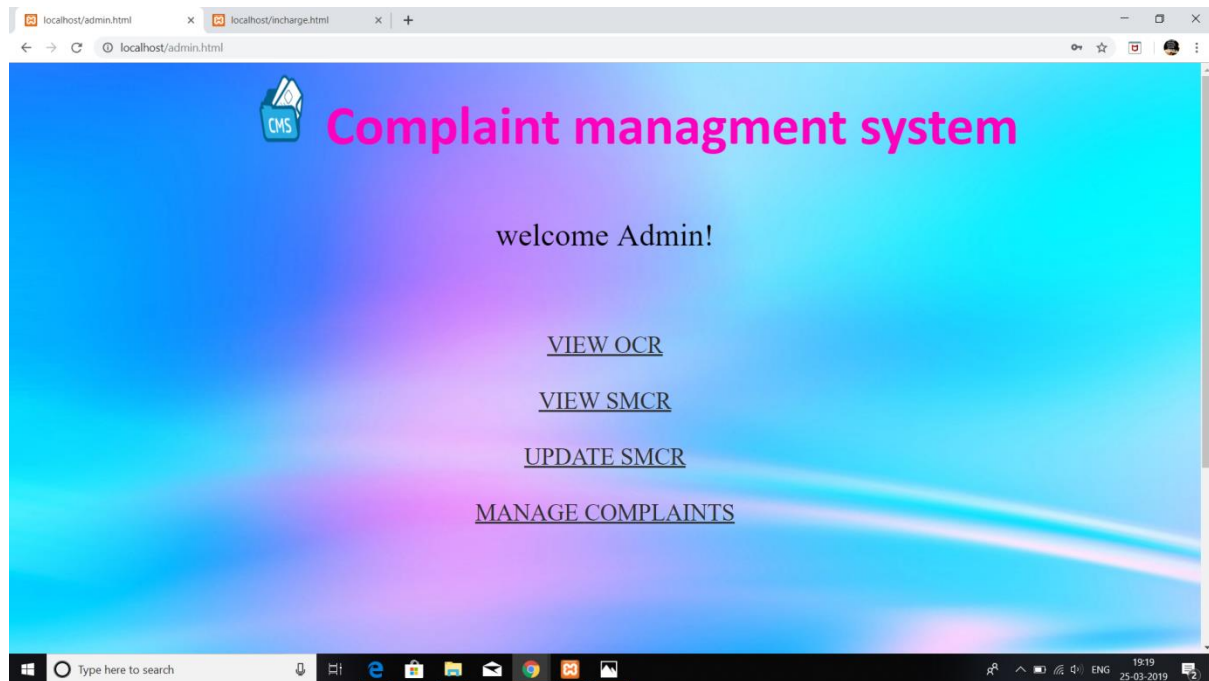 localhost/admin.html
localhost/incharge.html
localhost/admin.html
CMS
Complaint managment system
welcome Admin!
VIEW OCR
VIEW SMCR
UPDATE SMCR
MANAGE COMPLAINTS
Type here to search
ENG
19:19
25-03-2019
2